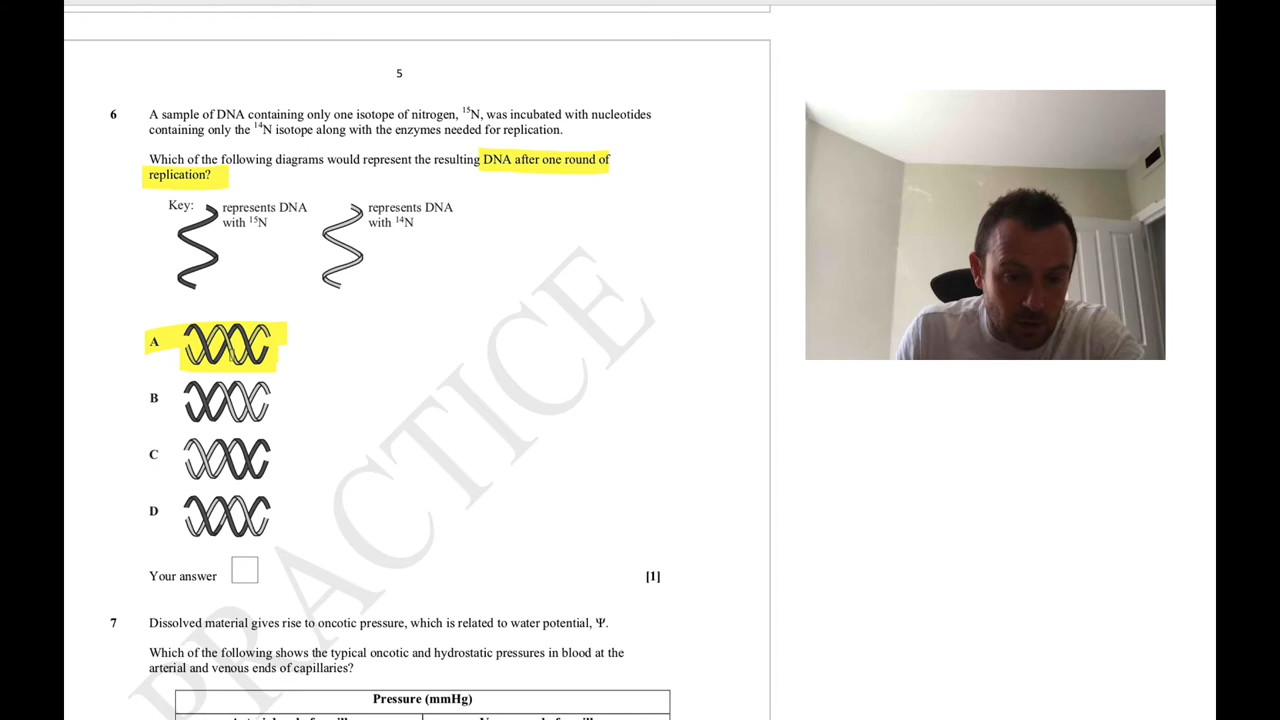 5
6 A sample of DNA containing only one isotope of nitrogen, ¹⁵N, was incubated with nucleotides
containing only the ¹⁴N isotope along with the enzymes needed for replication.
Which of the following diagrams would represent the resulting DNA after one round of
replication?
Key: represents DNA with ¹⁵N
represents DNA with ¹⁴N
A
B
C
D
Your answer [1]
7 Dissolved material gives rise to oncotic pressure, which is related to water potential, Ψ.
Which of the following shows the typical oncotic and hydrostatic pressures in blood at the
arterial and venous ends of capillaries?
Pressure (mmHg)
PRACTICE